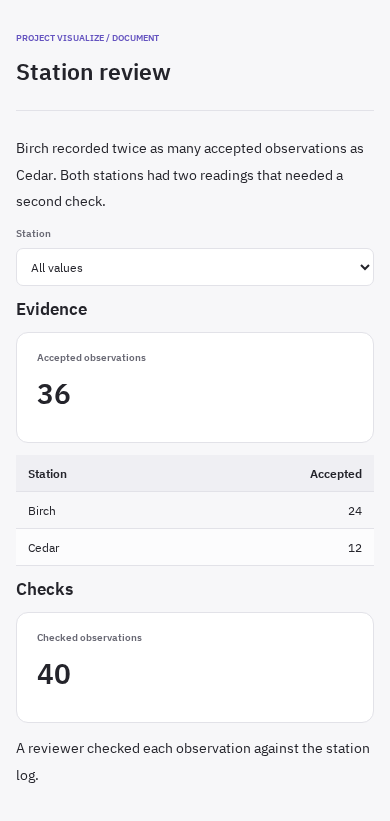 PROJECT VISUALIZE / DOCUMENT
Station review
Birch recorded twice as many accepted observations as
Cedar. Both stations had two readings that needed a
second check.
Station
All values
Evidence
Accepted observations
36
Station Accepted
Birch 24
Cedar 12
Checks
Checked observations
40
A reviewer checked each observation against the station
log.